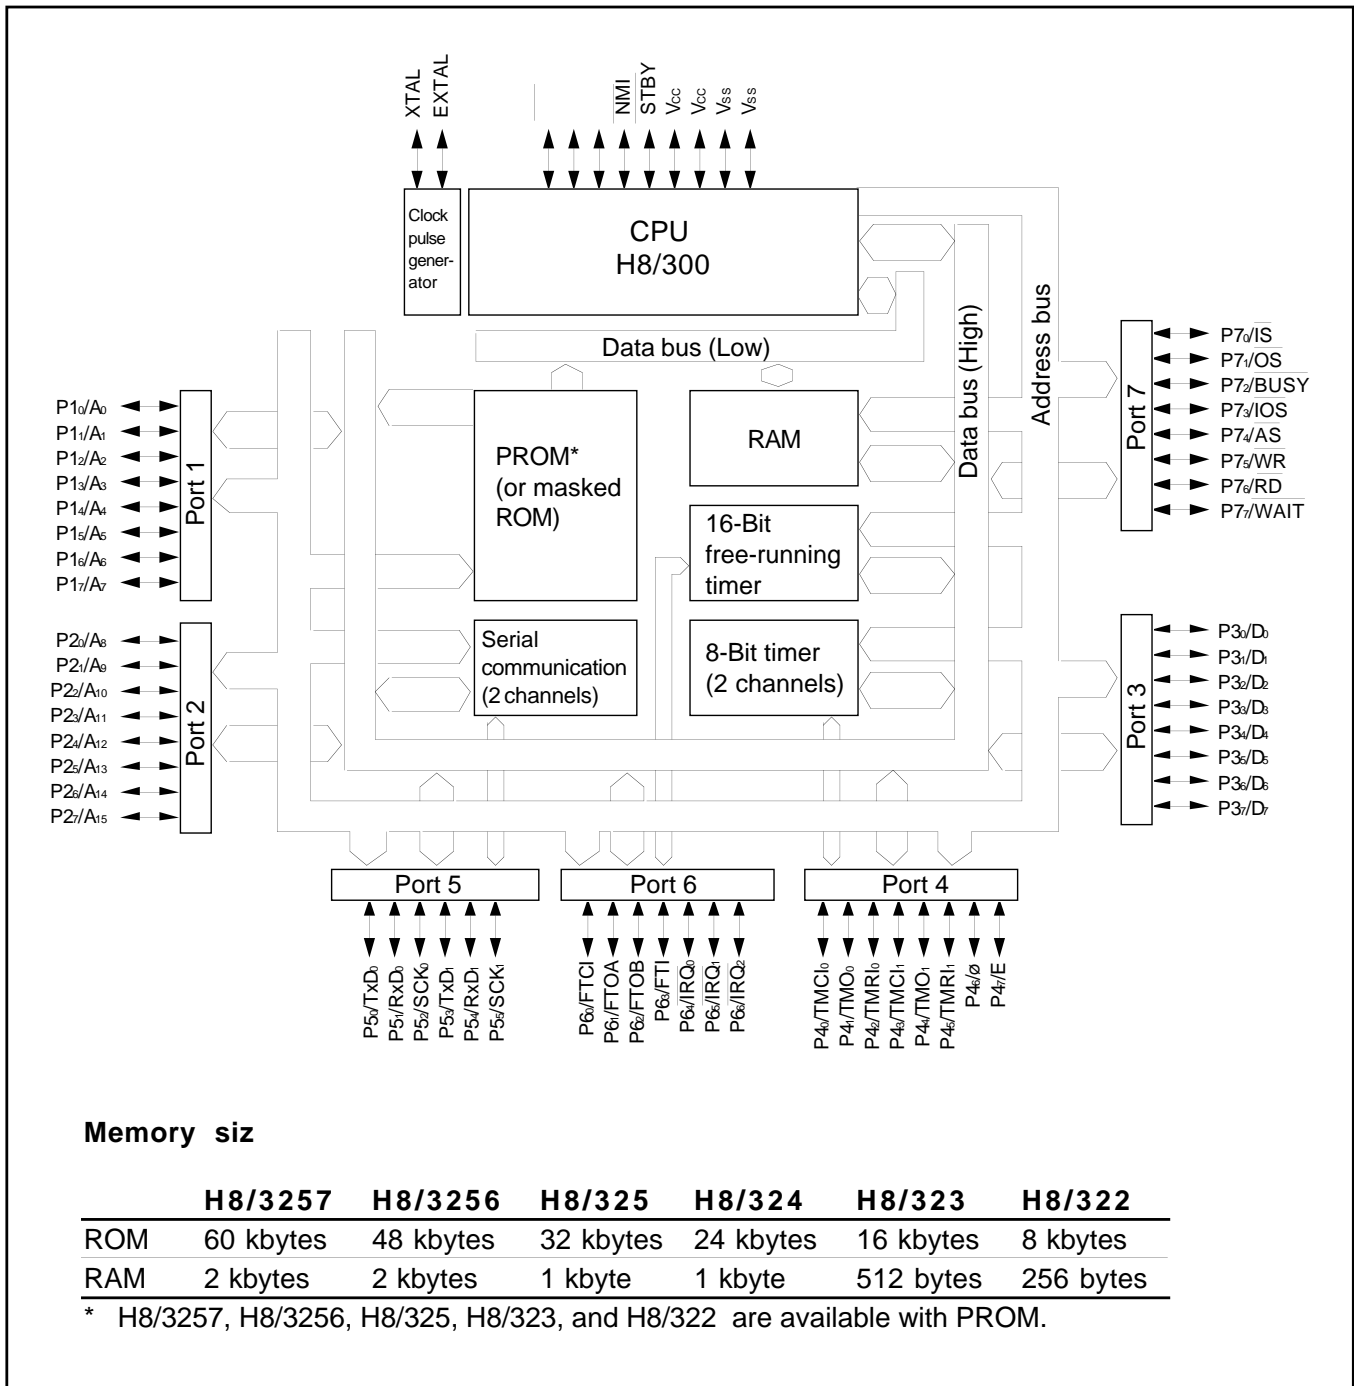 XTAL
EXTAL
NMI
STBY
Vcc
Vcc
Vss
Vss
Clock
pulse
gener-
ator
CPU
H8/300
Data bus (Low)
Data bus (High)
Address bus
PROM*
(or masked
ROM)
RAM
16-Bit
free-running
timer
Serial
communication
(2 channels)
8-Bit timer
(2 channels)
P1₀/A₀
P1₁/A₁
P1₂/A₂
P1₃/A₃
P1₄/A₄
P1₅/A₅
P1₆/A₆
P1₇/A₇
Port 1
P2₀/A₈
P2₁/A₉
P2₂/A₁₀
P2₃/A₁₁
P2₄/A₁₂
P2₅/A₁₃
P2₆/A₁₄
P2₇/A₁₅
Port 2
Port 7
P7₀/IS
P7₁/OS
P7₂/BUSY
P7₃/IOS
P7₄/AS
P7₅/WR
P7₆/RD
P7₇/WAIT
Port 3
P3₀/D₀
P3₁/D₁
P3₂/D₂
P3₃/D₃
P3₄/D₄
P3₅/D₅
P3₆/D₆
P3₇/D₇
Port 5
P5₀/TxD₀
P5₁/RxD₀
P5₂/SCK₀
P5₃/TxD₁
P5₄/RxD₁
P5₅/SCK₁
Port 6
P6₀/FTCI
P6₁/FTOA
P6₂/FTOB
P6₃/FTI
P6₄/IRQ₀
P6₅/IRQ₁
P6₆/IRQ₂
Port 4
P4₀/TMCI₀
P4₁/TMO₀
P4₂/TMRI₀
P4₃/TMCI₁
P4₄/TMO₁
P4₅/TMRI₁
P4₆/ø
P4₇/E
Memory siz
H8/3257 H8/3256 H8/325 H8/324 H8/323 H8/322
ROM 60 kbytes 48 kbytes 32 kbytes 24 kbytes 16 kbytes 8 kbytes
RAM 2 kbytes 2 kbytes 1 kbyte 1 kbyte 512 bytes 256 bytes
* H8/3257, H8/3256, H8/325, H8/323, and H8/322 are available with PROM.